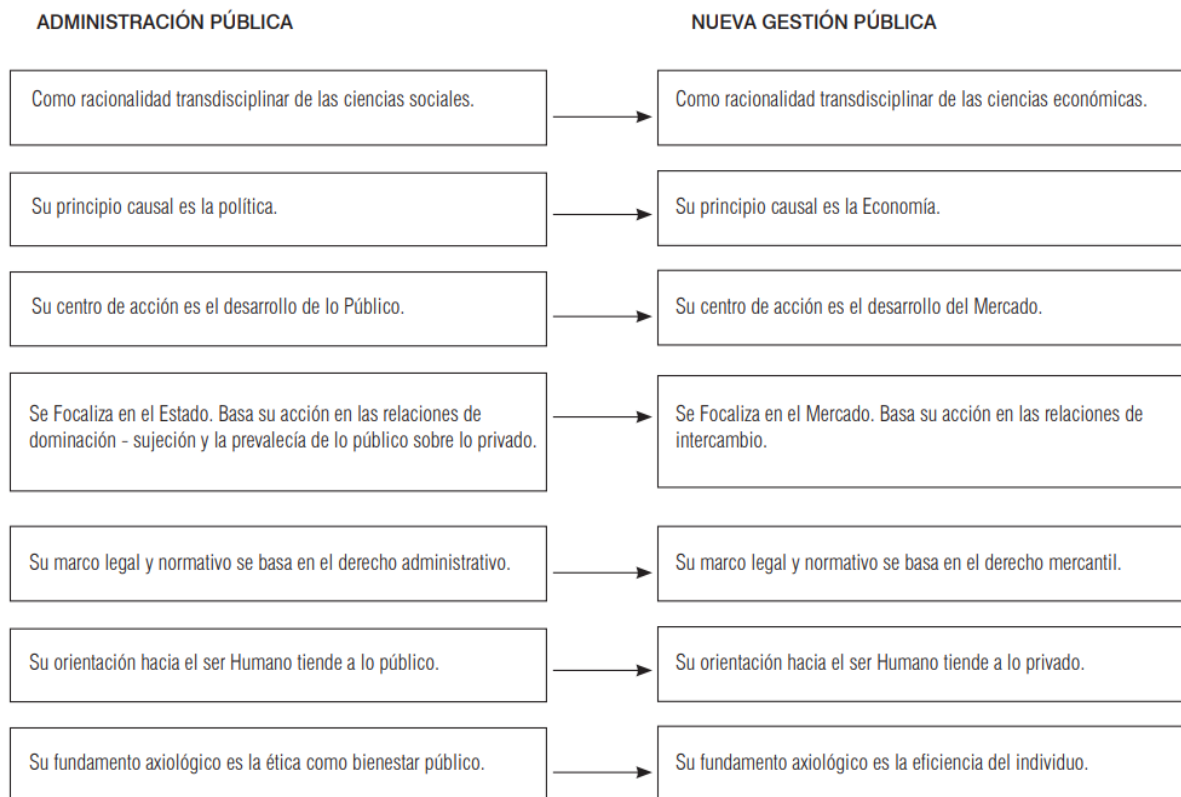 ADMINISTRACIÓN PÚBLICA
NUEVA GESTIÓN PÚBLICA
Como racionalidad transdisciplinar de las ciencias sociales.
Como racionalidad transdisciplinar de las ciencias económicas.
Su principio causal es la política.
Su principio causal es la Economía.
Su centro de acción es el desarrollo de lo Público.
Su centro de acción es el desarrollo del Mercado.
Se Focaliza en el Estado. Basa su acción en las relaciones de
dominación - sujeción y la prevalecía de lo público sobre lo privado.
Se Focaliza en el Mercado. Basa su acción en las relaciones de
intercambio.
Su marco legal y normativo se basa en el derecho administrativo.
Su marco legal y normativo se basa en el derecho mercantil.
Su orientación hacia el ser Humano tiende a lo público.
Su orientación hacia el ser Humano tiende a lo privado.
Su fundamento axiológico es la ética como bienestar público.
Su fundamento axiológico es la eficiencia del individuo.